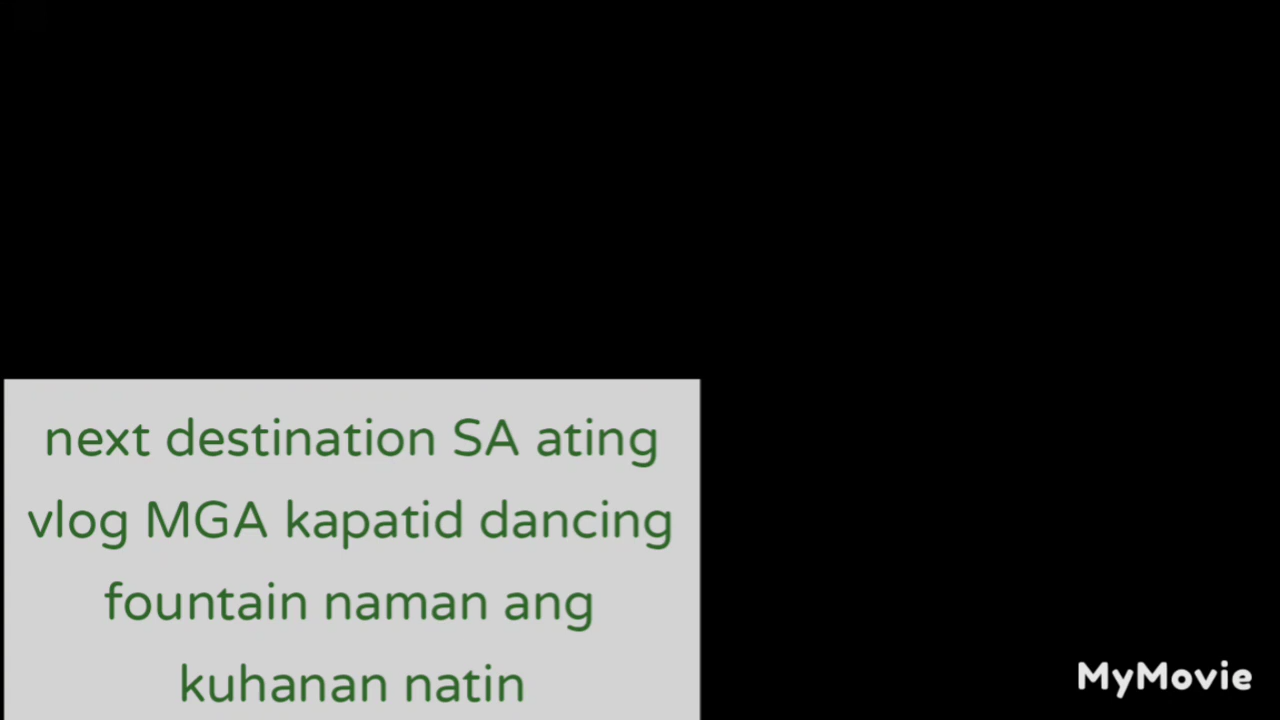 next destination SA ating
vlog MGA kapatid dancing
fountain naman ang
kuhanan natin
MyMovie